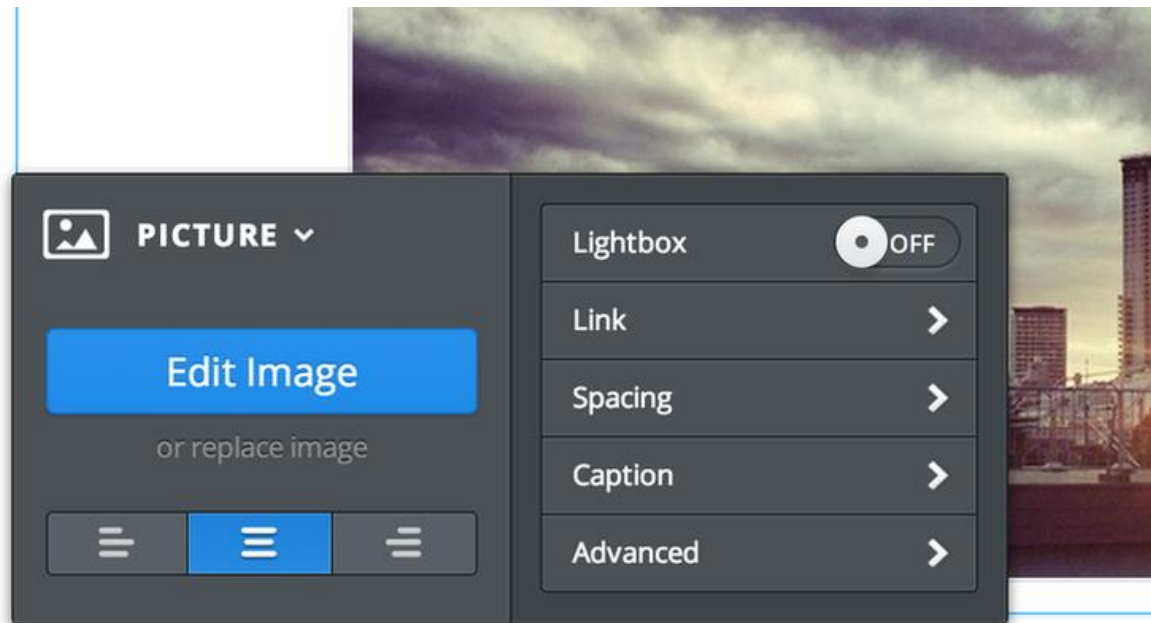 PICTURE
Edit Image
or replace image
Lightbox OFF
Link
Spacing
Caption
Advanced